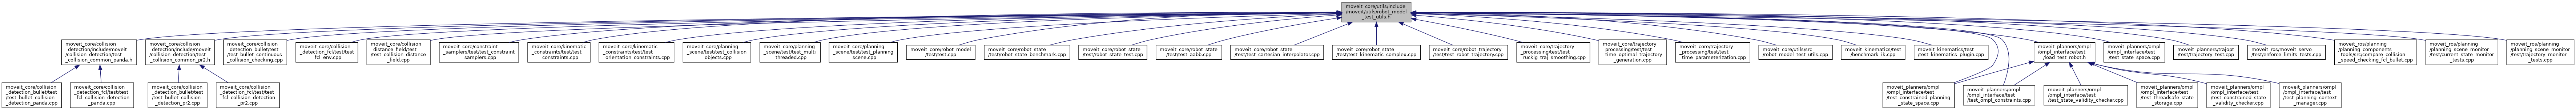 moveit_core/utils/include
/moveit/utils/robot_model
_test_utils.h
moveit_core/collision
_detection/include/moveit
/collision_detection/test
_collision_common_panda.h
moveit_core/collision
_detection/include/moveit
/collision_detection/test
_collision_common_pr2.h
moveit_core/collision
_detection_bullet/test
/test_bullet_continuous
_collision_checking.cpp
moveit_core/collision
_detection_fcl/test/test
_fcl_env.cpp
moveit_core/collision
_distance_field/test
/test_collision_distance
_field.cpp
moveit_core/constraint
_samplers/test/test_constraint
_samplers.cpp
moveit_core/kinematic
_constraints/test/test
_constraints.cpp
moveit_core/kinematic
_constraints/test/test
_orientation_constraints.cpp
moveit_core/planning
_scene/test/test_collision
_objects.cpp
moveit_core/planning
_scene/test/test_multi
_threaded.cpp
moveit_core/planning
_scene/test/test_planning
_scene.cpp
moveit_core/robot_model
/test/test.cpp
moveit_core/robot_state
/test/robot_state_benchmark.cpp
moveit_core/robot_state
/test/robot_state_test.cpp
moveit_core/robot_state
/test/test_aabb.cpp
moveit_core/robot_state
/test/test_cartesian_interpolator.cpp
moveit_core/robot_state
/test/test_kinematic_complex.cpp
moveit_core/robot_trajectory
/test/test_robot_trajectory.cpp
moveit_core/trajectory
_processing/test/test
_ruckig_traj_smoothing.cpp
moveit_core/trajectory
_processing/test/test
_time_optimal_trajectory
_generation.cpp
moveit_core/trajectory
_processing/test/test
_time_parameterization.cpp
moveit_core/utils/src
/robot_model_test_utils.cpp
moveit_kinematics/test
/benchmark_ik.cpp
moveit_kinematics/test
/test_kinematics_plugin.cpp
moveit_planners/ompl
/ompl_interface/test
/load_test_robot.h
moveit_planners/ompl
/ompl_interface/test
/test_state_space.cpp
moveit_planners/trajopt
/test/trajectory_test.cpp
moveit_ros/moveit_servo
/test/enforce_limits_tests.cpp
moveit_ros/planning
_planning_components
_tools/src/compare_collision
_speed_checking_fcl_bullet.cpp
moveit_ros/planning
_planning_scene_monitor
/test/current_state_monitor
_tests.cpp
moveit_ros/planning
_planning_scene_monitor
/test/trajectory_monitor
_tests.cpp
moveit_core/collision
_detection_bullet/test
/test_bullet_collision
_detection_panda.cpp
moveit_core/collision
_detection_fcl/test/test
_fcl_collision_detection
_panda.cpp
moveit_core/collision
_detection_bullet/test
/test_bullet_collision
_detection_pr2.cpp
moveit_core/collision
_detection_fcl/test/test
_fcl_collision_detection
_pr2.cpp
moveit_planners/ompl
/ompl_interface/test
/test_constrained_planning
_state_space.cpp
moveit_planners/ompl
/ompl_interface/test
/test_ompl_constraints.cpp
moveit_planners/ompl
/ompl_interface/test
/test_state_validity_checker.cpp
moveit_planners/ompl
/ompl_interface/test
/test_threadsafe_state
_storage.cpp
moveit_planners/ompl
/ompl_interface/test
/test_constrained_state
_validity_checker.cpp
moveit_planners/ompl
/ompl_interface/test
/test_planning_context
_manager.cpp